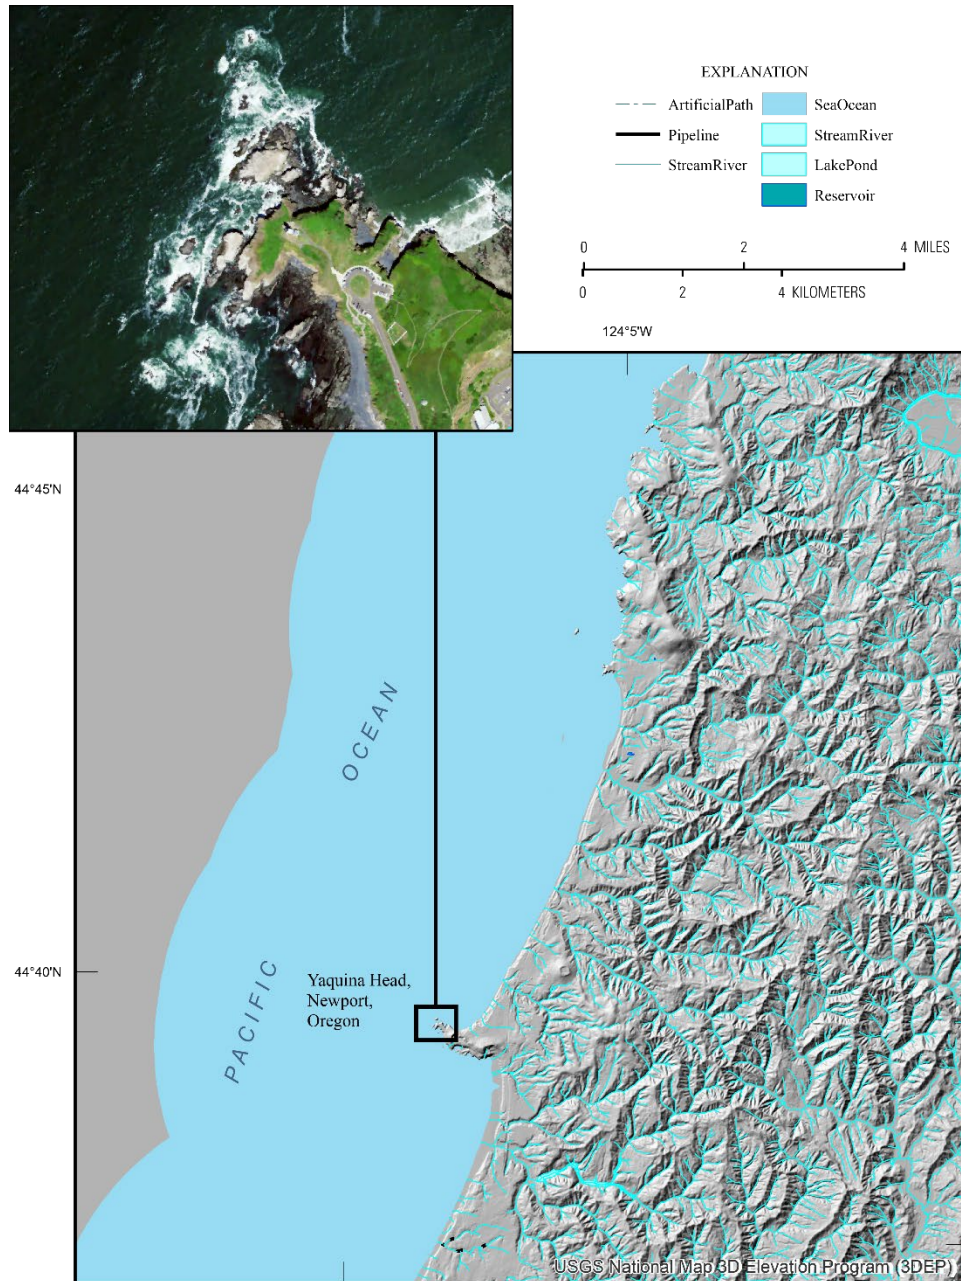 EXPLANATION
ArtificialPath
Pipeline
StreamRiver
SeaOcean
StreamRiver
LakePond
Reservoir
0 2 4 MILES
0 2 4 KILOMETERS
124°5'W
44°45'N
OCEAN
44°40'N
PACIFIC
Yaquina Head,
Newport,
Oregon
USGS National Map 3D Elevation Program (3DEP)